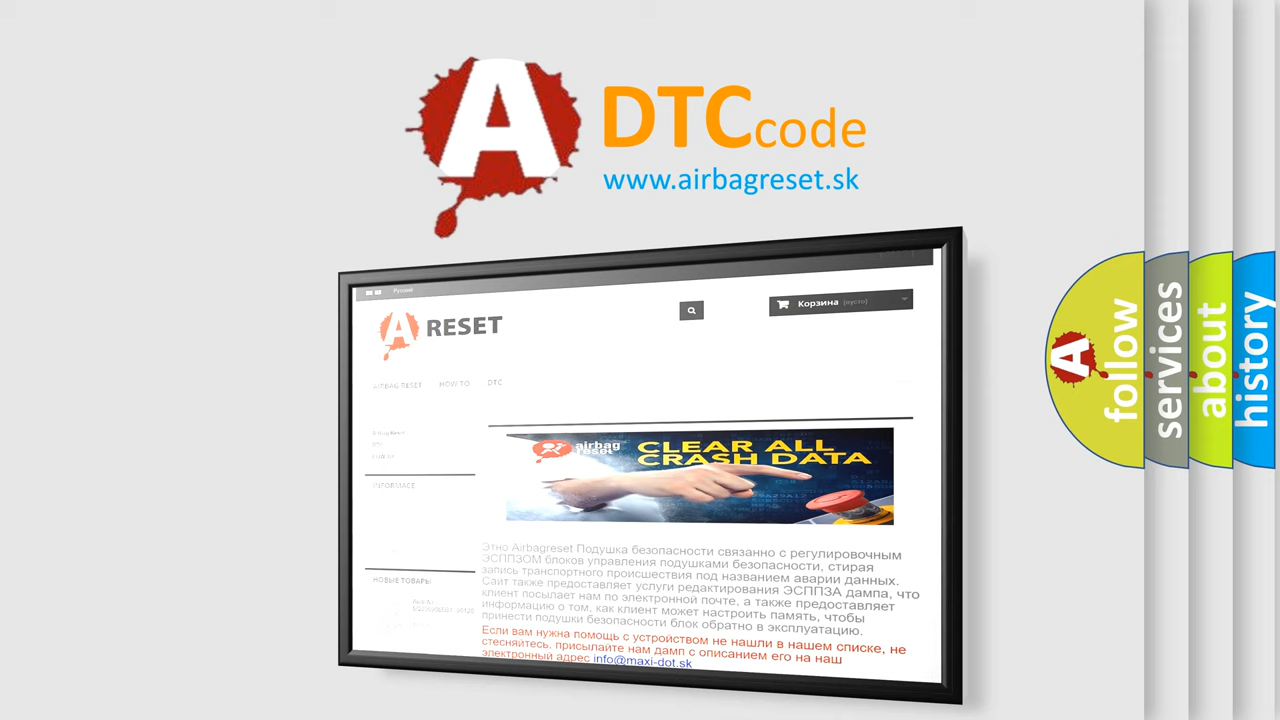 A DTCcode
www.airbagreset.sk
Русский
Корзина (пусто)
A RESET
AIRBAG RESET HOW TO DTC
INFORMACE
airbag
reset
CLEAR ALL
CRASH DATA
Этно Airbagreset Подушка безопасности связанно с регулировочным
ЭСППЗОМ блоков управления подушками безопасности, стирая
запись транспортного происшествия под названием аварии данных.
Сайт также предоставляет услуги редактирования ЭСППЗА дампа, что
клиент посылает нам по электронной почте, а также предоставляет
информацию о том, как клиент может настроить память, чтобы
принести подушки безопасности блок обратно в эксплуатацию.
Если вам нужна помощь с устройством не нашли в нашем списке, не
стесняйтесь, присылайте нам дамп с описанием его на наш
электронный адрес info@maxi-dot.sk
НОВЫЕ ТОВАРЫ
A
follow
services
about
history